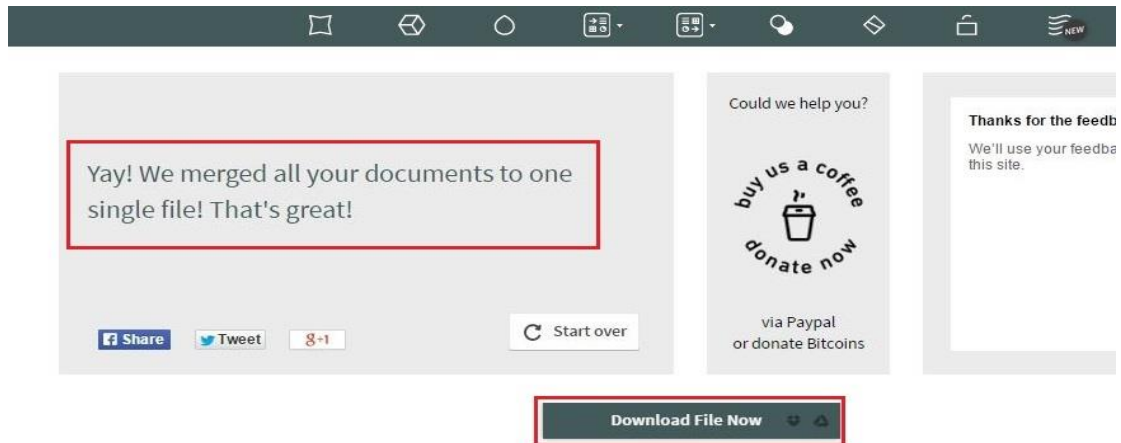 NEW
Yay! We merged all your documents to one
single file! That's great!
Share
Tweet
g+1
Start over
Could we help you?
buy us a coffee
donate now
via Paypal
or donate Bitcoins
Thanks for the feedb
We'll use your feedba
this site.
Download File Now